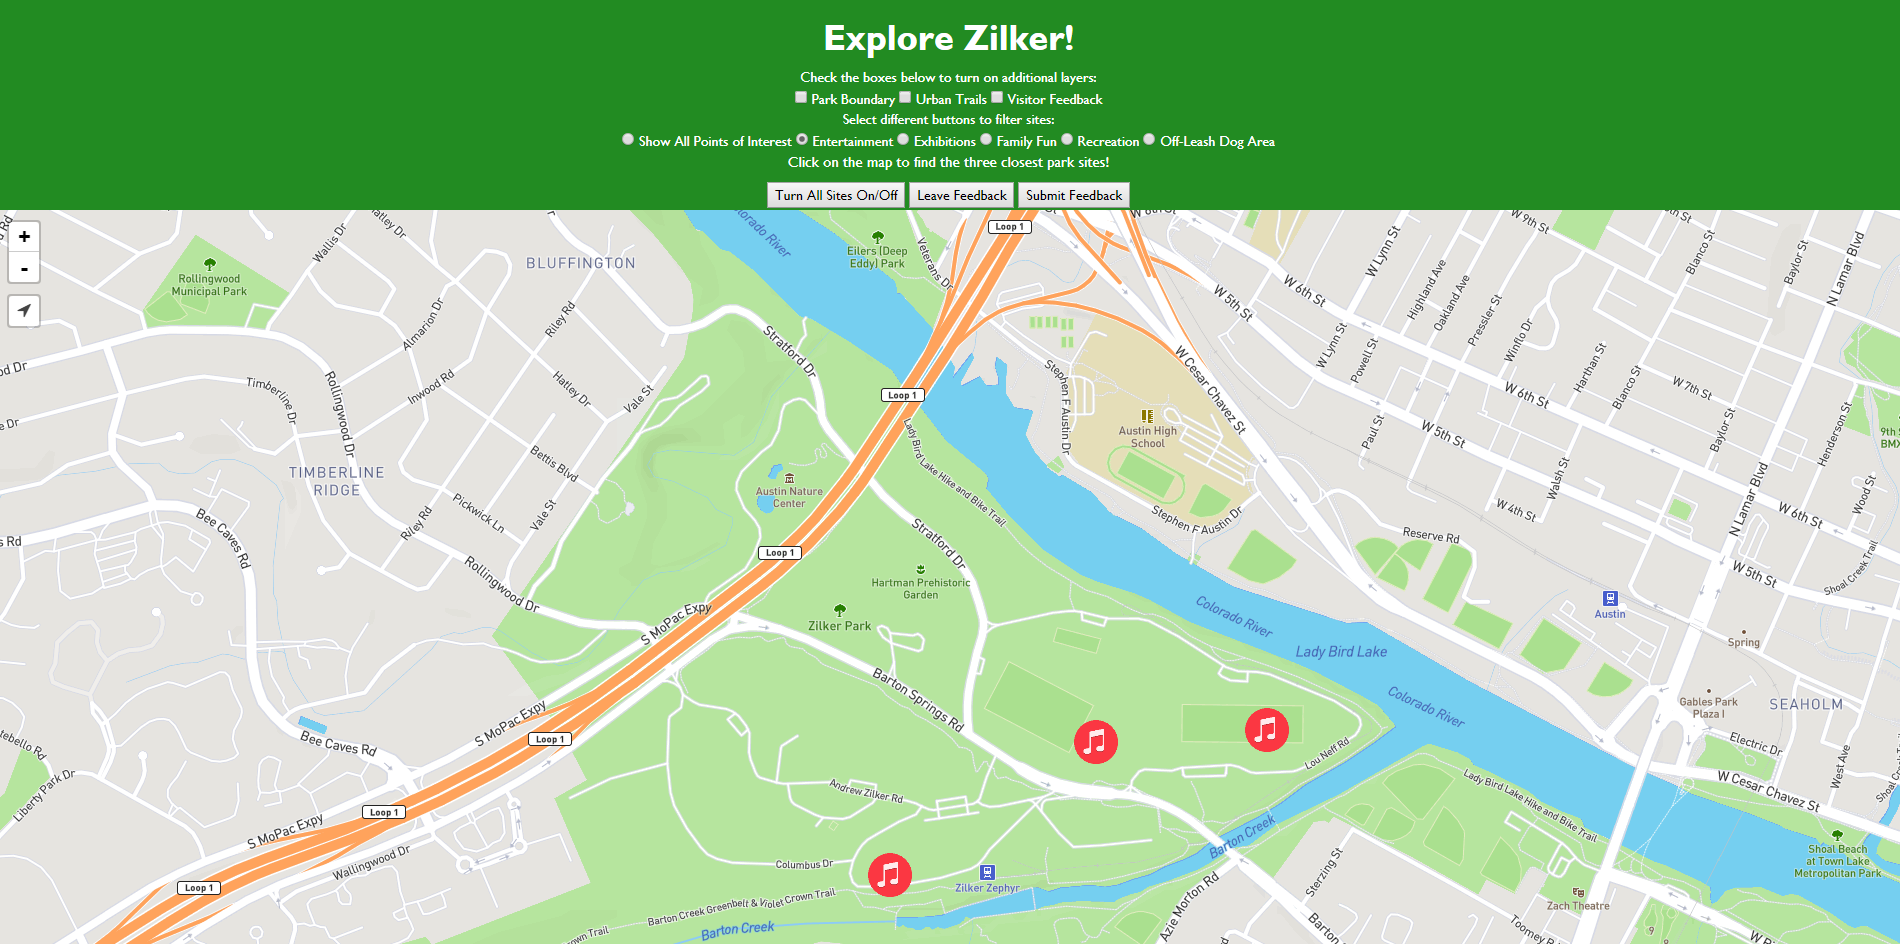 Explore Zilker!
Check the boxes below to turn on additional layers:
Park Boundary Urban Trails Visitor Feedback
Select different buttons to filter sites:
Show All Points of Interest Entertainment Exhibitions Family Fun Recreation Off-Leash Dog Area
Click on the map to find the three closest park sites!
Turn All Sites On/Off Leave Feedback Submit Feedback
+
-
Wallis Dr
Colorado River
Eilers (Deep
Eddy) Park
Veterans Dr
Loop 1
W 9th St
Blanco St
Baylor St
N Lamar Blvd
W Lynn St
BLUFFINGTON
Rollingwood
Municipal Park
W 6th St
W 5th St
Highland Ave
Oakland Ave
Pressler St
Winflo Dr
Almarion Dr
Riley Rd
Stratford Dr
W Lynn St
Powell St
Harthan St
Blanco St
W 7th St
Timberline Dr
Rollingwood Dr
Inwood Rd
Hatley Dr
Vale St
Loop 1
Stephen F Austin Dr
W Cesar Chavez St
W 6th St
W 5th St
Paul St
Baylor St
Henderson St
Austin High
School
Lady Bird Lake Hike and Bike Trail
TIMBERLINE
RIDGE
Bettis Blvd
Austin Nature
Center
Walsh St
N Lamar Blvd
Wood St
Pickwick Ln
Vale St
Riley Rd
Bee Caves Rd
Stephen F Austin Dr
W 4th St
W 6th St
Reserve Rd
Stratford Dr
Loop 1
Rollingwood Dr
Hartman Prehistoric
Garden
W 5th St
Shoal Creek Trail
S MoPac Expy
Zilker Park
Colorado River
Austin
Spring
Lady Bird Lake
Barton Springs Rd
Colorado River
Gables Park
Plaza I
SEAHOLM
S MoPac Expy
Loop 1
Bee Caves Rd
Lou Neff Rd
Electric Dr
West Ave
Liberty Park Dr
Andrew Zilker Rd
Lady Bird Lake Hike and Bike Trail
W Cesar Chavez St
Loop 1
S MoPac Expy
Barton Creek
Wallingwood Dr
Columbus Dr
Zilker Zephyr
Sterzing St
Azie Morton Rd
Shoal Beach
at Town Lake
Metropolitan Park
Loop 1
Barton Creek Greenbelt & Violet Crown Trail
Zach Theatre
Barton Creek
Toomey